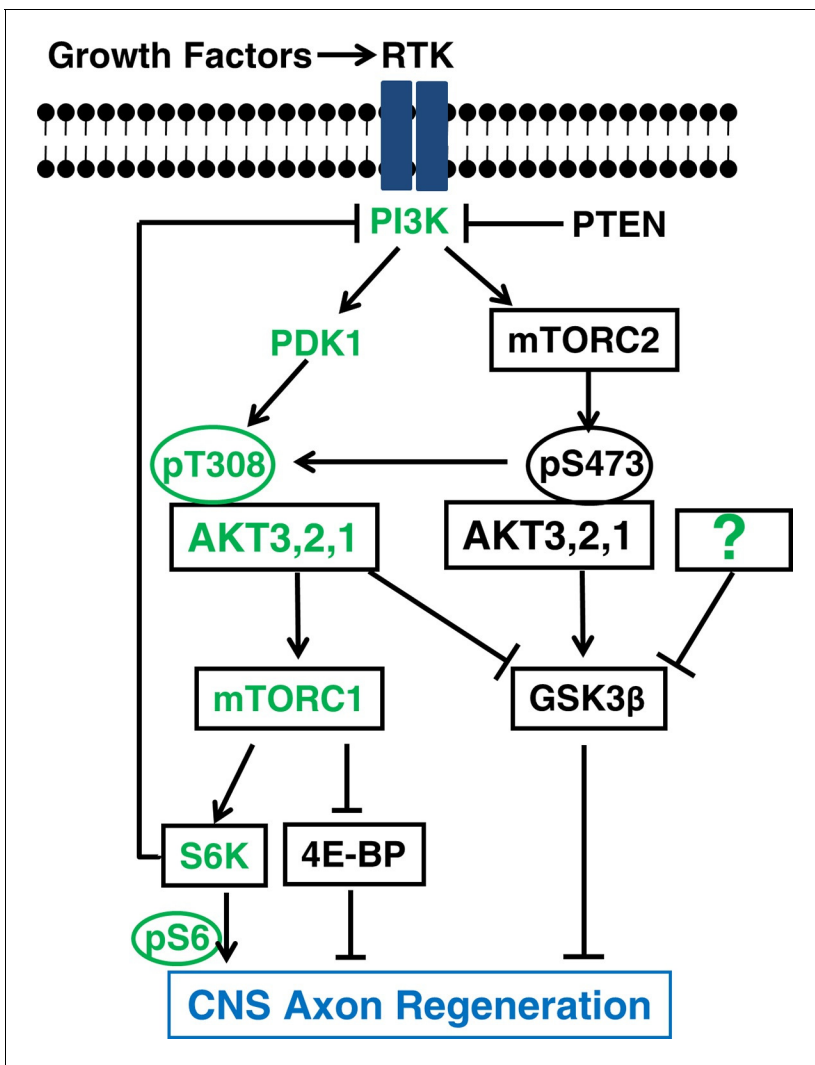 Growth Factors RTK
PI3K PTEN
PDK1 mTORC2
pT308 pS473
AKT3,2,1 AKT3,2,1 ?
mTORC1 GSK3β
S6K 4E-BP
pS6
CNS Axon Regeneration